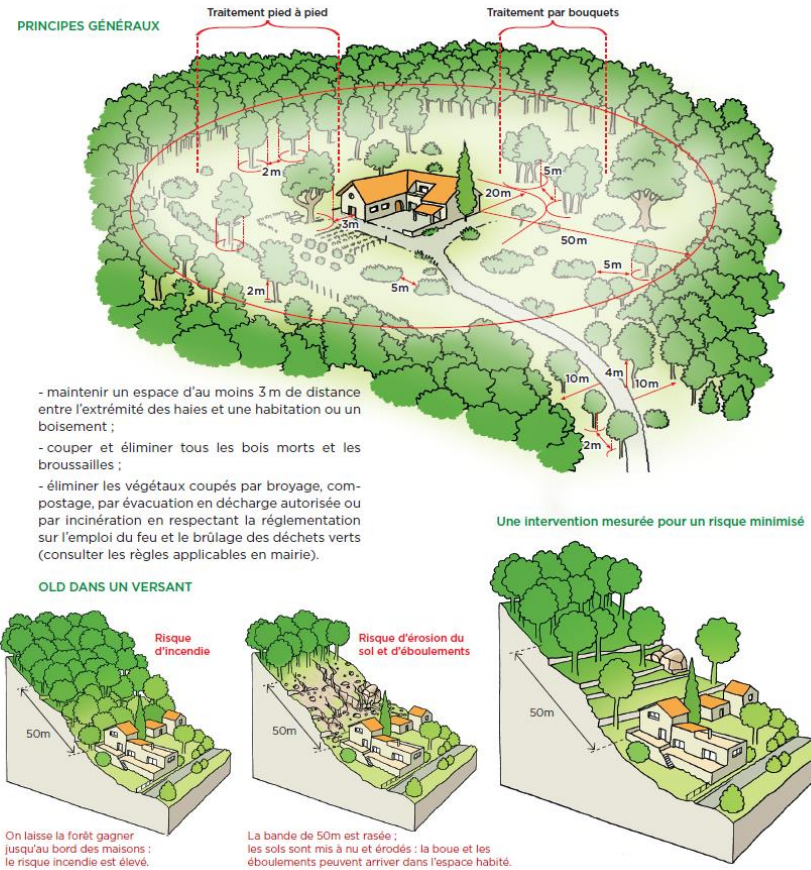 PRINCIPES GÉNÉRAUX
Traitement pied à pied
Traitement par bouquets
2m
5m
20m
3m
50m
5m
2m
5m
10m
4m
10m
2m
- maintenir un espace d'au moins 3 m de distance
entre l'extrémité des haies et une habitation ou un
boisement ;
- couper et éliminer tous les bois morts et les
broussailles ;
- éliminer les végétaux coupés par broyage, com-
postage, par évacuation en décharge autorisée ou
par incinération en respectant la réglementation
sur l'emploi du feu et le brûlage des déchets verts
(consulter les règles applicables en mairie).
Une intervention mesurée pour un risque minimisé
OLD DANS UN VERSANT
Risque
d'incendie
50m
On laisse la forêt gagner
jusqu'au bord des maisons :
le risque incendie est élevé.
Risque d'érosion du
sol et d'éboulements
50m
La bande de 50m est rasée ;
les sols sont mis à nu et érodés : la boue et les
éboulements peuvent arriver dans l'espace habité.
50m